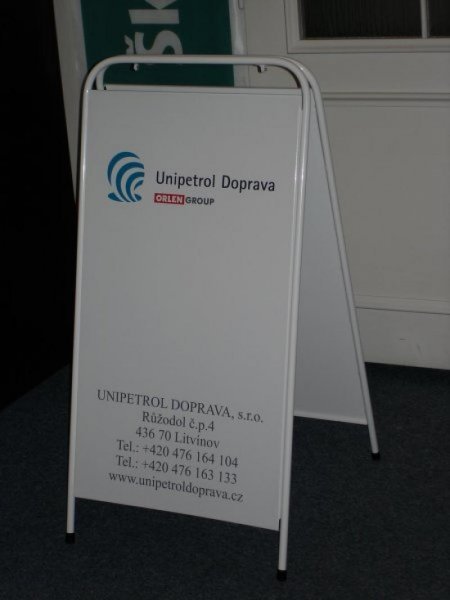 ŠK
Unipetrol Doprava
ORLEN GROUP
UNIPETROL DOPRAVA, s.r.o.
Růžodol č.p.4
436 70 Litvínov
Tel.: +420 476 164 104
Tel.: +420 476 163 133
www.unipetroldoprava.cz